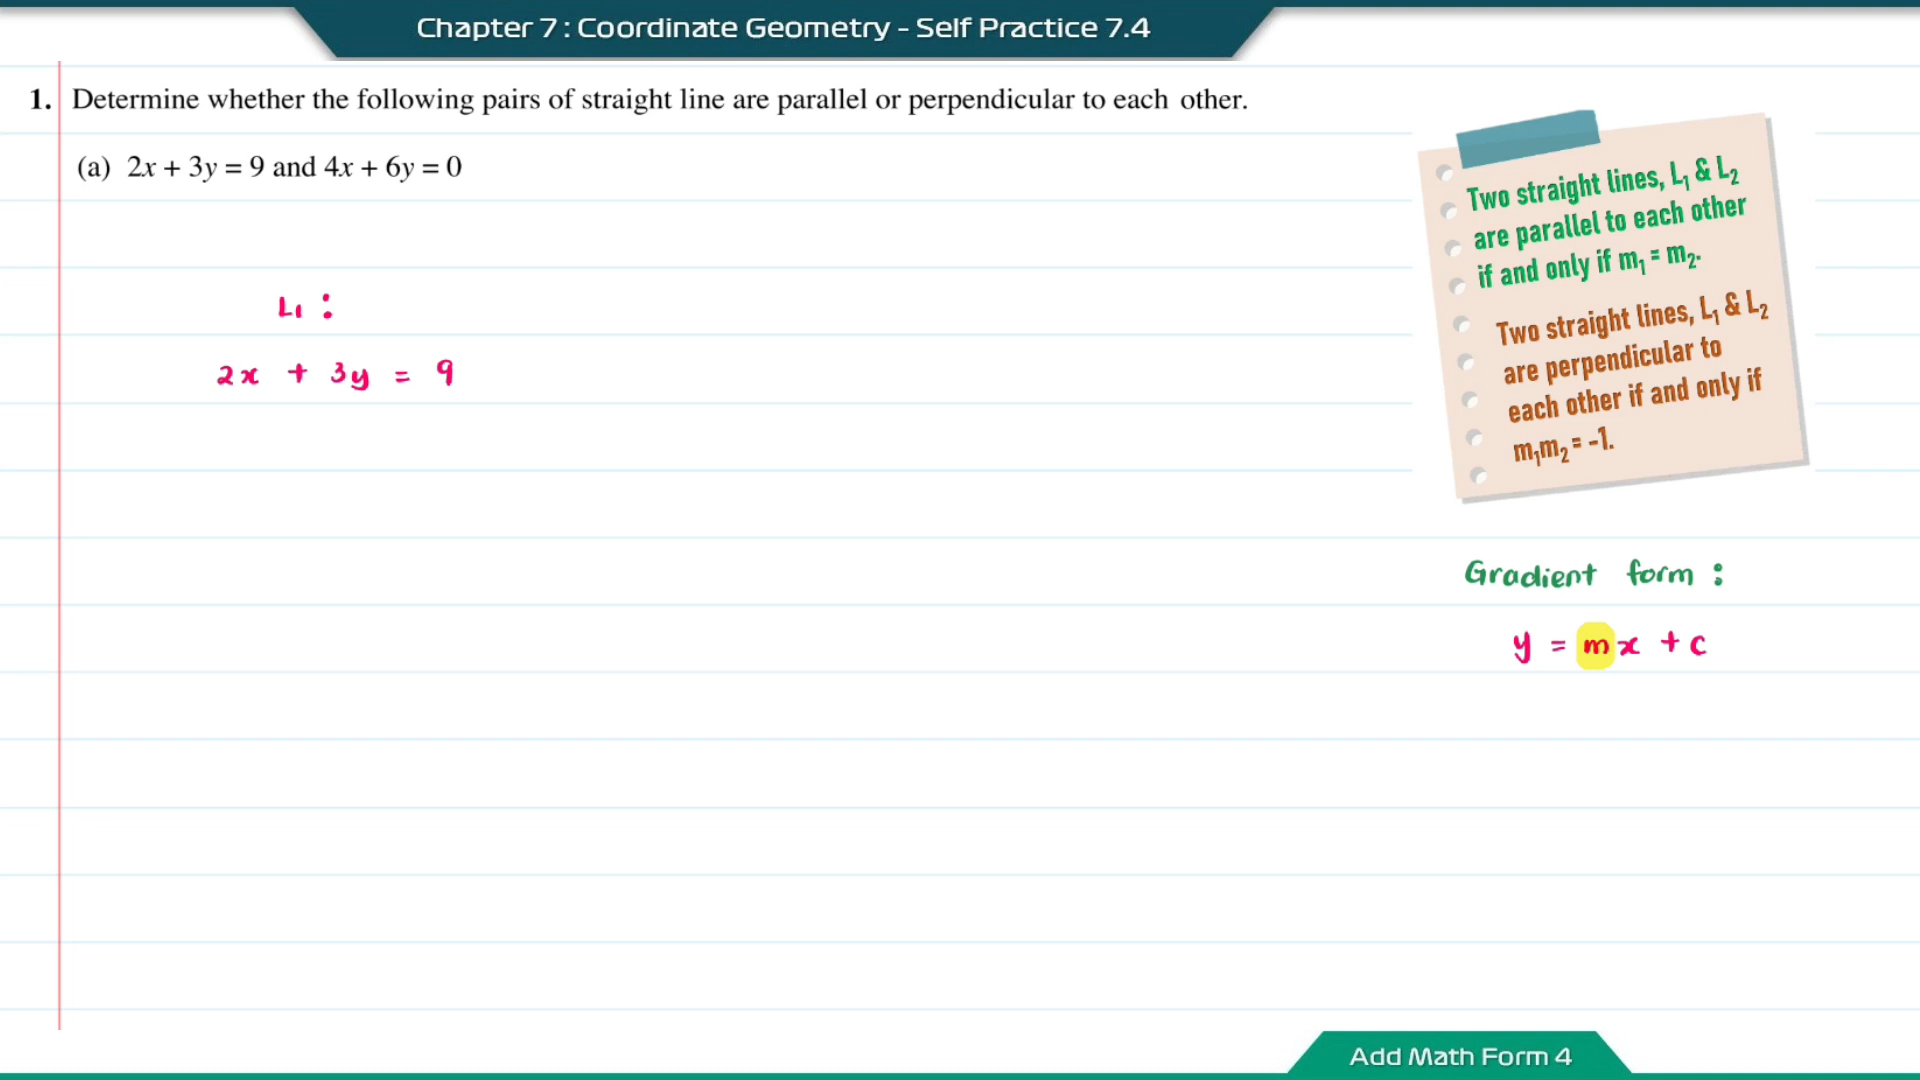 Chapter 7 : Coordinate Geometry - Self Practice 7.4
1. Determine whether the following pairs of straight line are parallel or perpendicular to each other.
(a) 2x + 3y = 9 and 4x + 6y = 0
L₁ :
2x + 3y = 9
Two straight lines, L₁ & L₂
are parallel to each other
if and only if m₁ = m₂.
Two straight lines, L₁ & L₂
are perpendicular to
each other if and only if
m₁m₂ = -1.
Gradient form :
y = mx + c
Add Math Form 4